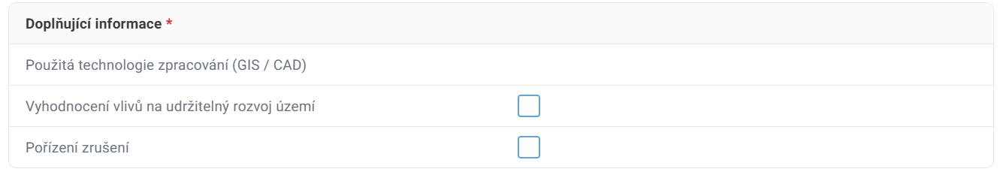 Doplňující informace *
Použitá technologie zpracování (GIS / CAD)
Vyhodnocení vlivů na udržitelný rozvoj území
Pořízení zrušení